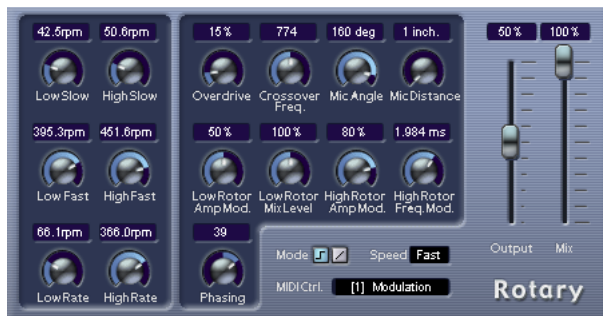 42.5rpm 50.6rpm 15% 774 160 deg 1 inch. 50% 100%
Low Slow High Slow Overdrive Crossover Freq. Mic Angle Mic Distance
395.3rpm 451.6rpm 50% 100% 80% 1.984 ms
Low Fast High Fast Low Rotor Amp Mod. Low Rotor Mix Level High Rotor Amp Mod. High Rotor Freq. Mod.
66.1rpm 366.0rpm 39
Mode Speed Fast Output Mix
Low Rate High Rate Phasing MIDI Ctrl. [1] Modulation Rotary